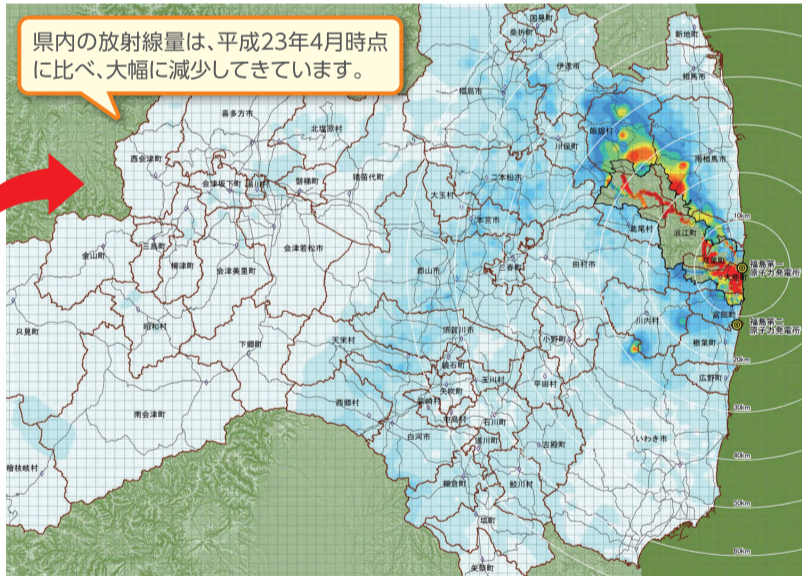 県内の放射線量は、平成23年4月時点
に比べ、大幅に減少してきています。
国見町
桑折町
新地町
伊達市
相馬市
福島市
喜多方市
北塩原村
飯舘村
川俣町
南相馬市
西会津町
会津坂下町
湯川村
磐梯町
猪苗代町
二本松市
大玉村
本宮市
葛尾村
浪江町
10km
金山町
三島町
柳津町
会津美里町
会津若松市
郡山市
三春町
田村市
双葉町
大熊町
福島第一
原子力発電所
富岡町
福島第二
原子力発電所
只見町
昭和村
下郷町
天栄村
須賀川市
小野町
川内村
楢葉町
20km
鏡石町
矢吹町
玉川村
平田村
広野町
30km
南会津町
西郷村
泉崎村
中島村
石川町
白河市
浅川町
古殿町
いわき市
40km
檜枝岐村
棚倉町
鮫川村
50km
塙町
60km
矢祭町